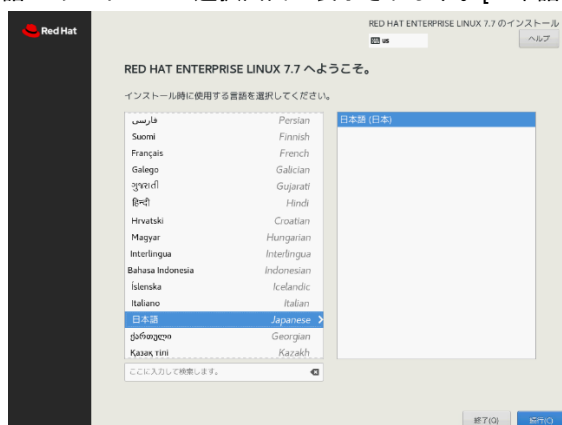 Red Hat
RED HAT ENTERPRISE LINUX 7.7 のインストール
us
ヘルプ
RED HAT ENTERPRISE LINUX 7.7 へようこそ。
インストール時に使用する言語を選択してください。
فارسی Persian
Suomi Finnish
Français French
Galego Galician
ગુજરાતી Gujarati
हिन्दी Hindi
Hrvatski Croatian
Magyar Hungarian
Interlingua Interlingua
Bahasa Indonesia Indonesian
Íslenska Icelandic
Italiano Italian
日本語 Japanese
ქართული Georgian
Қазақ тілі Kazakh
日本語 (日本)
ここに入力して検索します。
終了(Q)
続行(C)